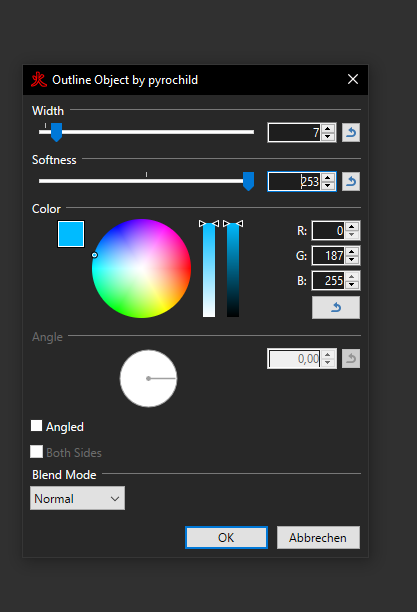 Outline Object by pyrochild
Width
7
Softness
253
Color
R: 0
G: 187
B: 255
Angle
0,00
Angled
Both Sides
Blend Mode
Normal
OK Abbrechen